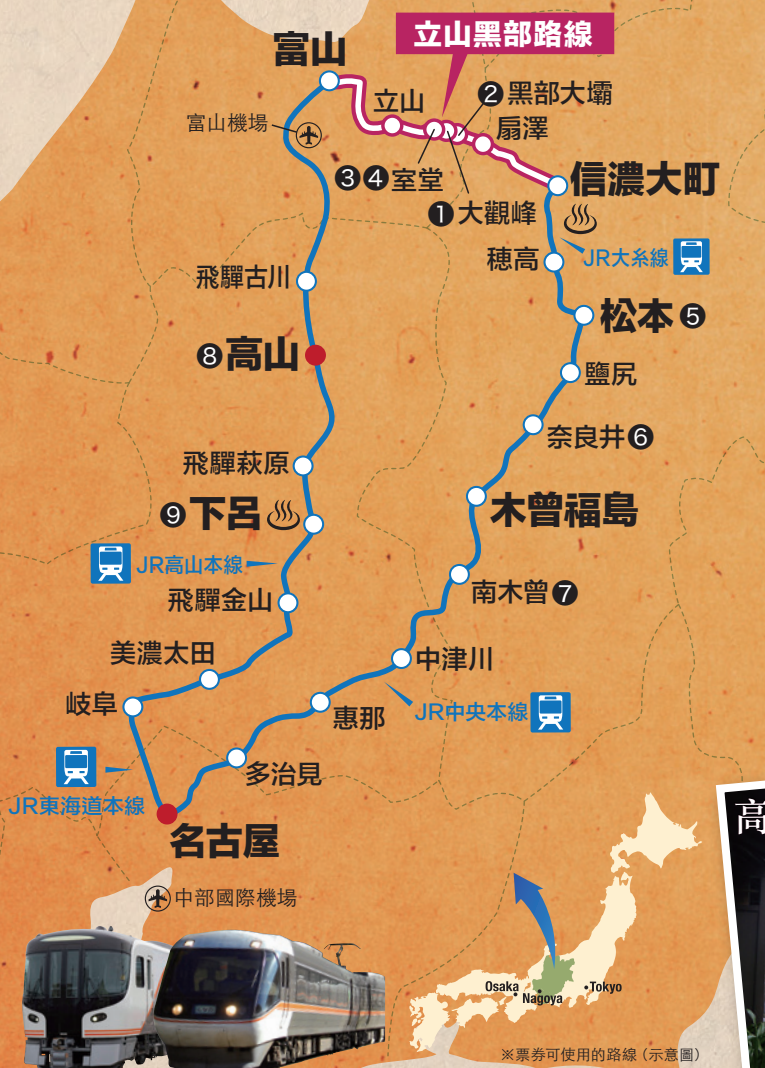 立山黑部路線
富山
富山機場
立山
❷黑部大壩
扇澤
❸❹室堂
❶大觀峰
信濃大町
JR大糸線
穂高
飛驒古川
松本❺
❽高山
鹽尻
奈良井❻
飛驒萩原
❾下呂
木曾福島
JR高山本線
飛驒金山
南木曾❼
美濃太田
中津川
岐阜
JR中央本線
惠那
多治見
JR東海道本線
名古屋
中部國際機場
高
Osaka
Nagoya
Tokyo
※票券可使用的路線（示意圖）